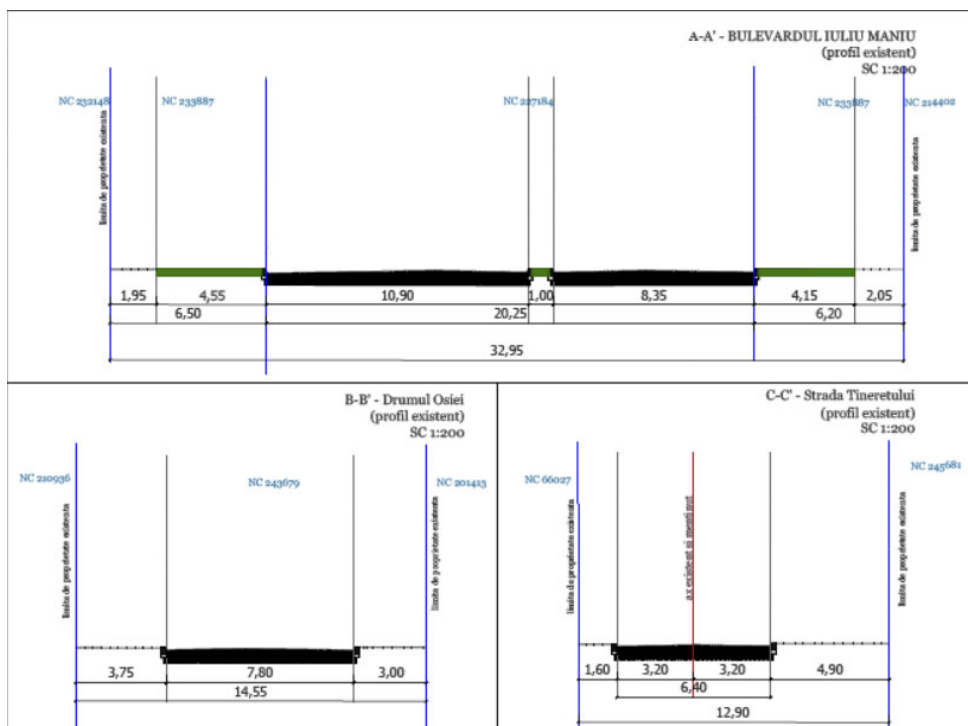 A-A' - BULEVARDUL IULIU MANIU
(profil existent)
SC 1:200
NC 232148
NC 233887
NC 227184
NC 233887
NC 214402
limita de proprietate existenta
limita de proprietate existenta
1,95
4,55
10,90
1,00
8,35
4,15
2,05
6,50
20,25
6,20
32,95
B-B' - Drumul Osiei
(profil existent)
SC 1:200
NC 210936
NC 243679
NC 201413
limita de proprietate existenta
limita de proprietate existenta
3,75
7,80
3,00
14,55
C-C' - Strada Tineretului
(profil existent)
SC 1:200
NC 66027
NC 245681
limita de proprietate existenta
ax existent si mentinut
limita de proprietate existenta
1,60
3,20
3,20
4,90
6,40
12,90